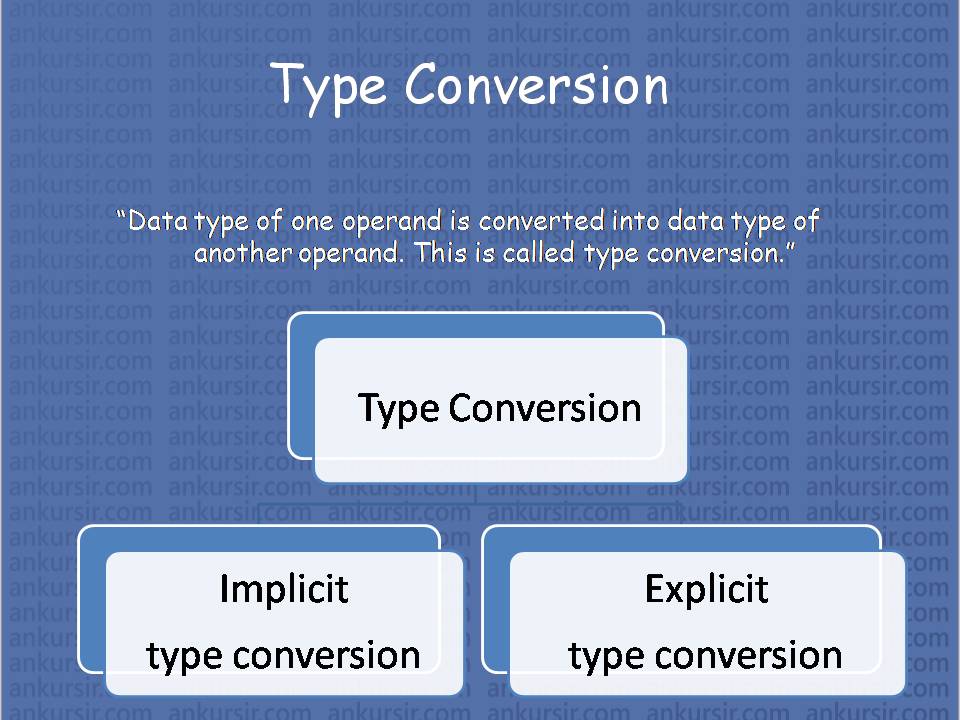 Type Conversion
“Data type of one operand is converted into data type of
another operand. This is called type conversion.”
Type Conversion
Implicit
type conversion
Explicit
type conversion
ankursir.com